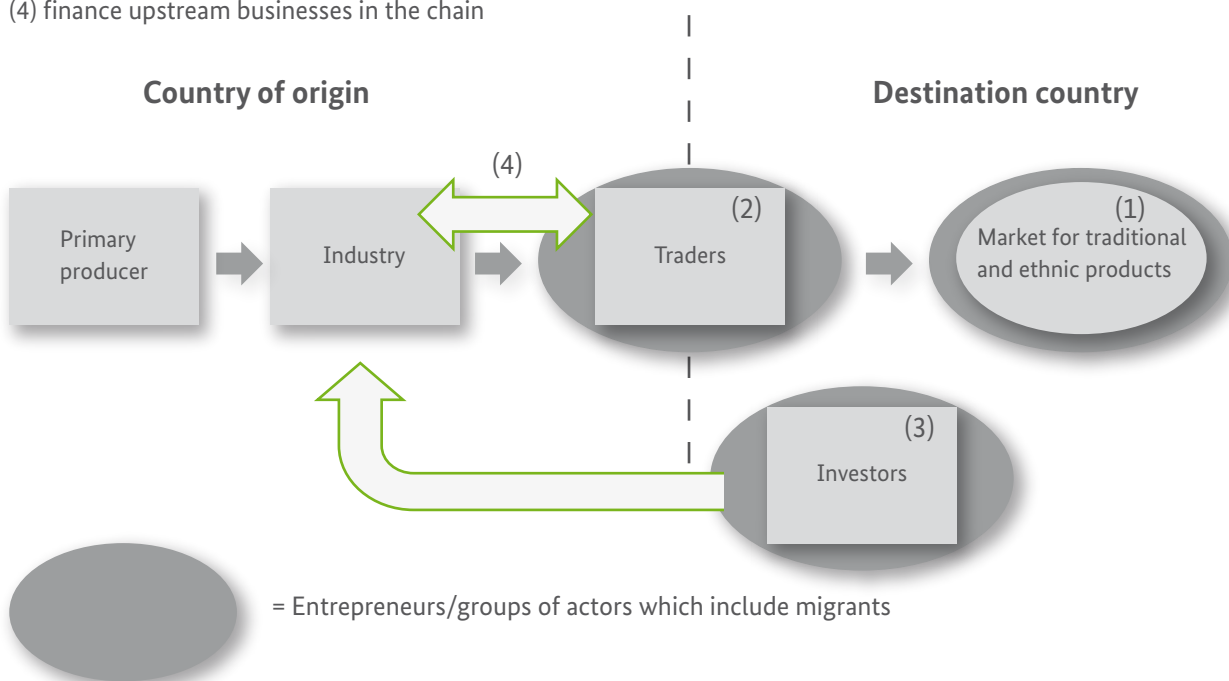 (4) finance upstream businesses in the chain
Country of origin
Destination country
(4)
Primary
producer
Industry
(2)
Traders
(1)
Market for traditional
and ethnic products
(3)
Investors
= Entrepreneurs/groups of actors which include migrants